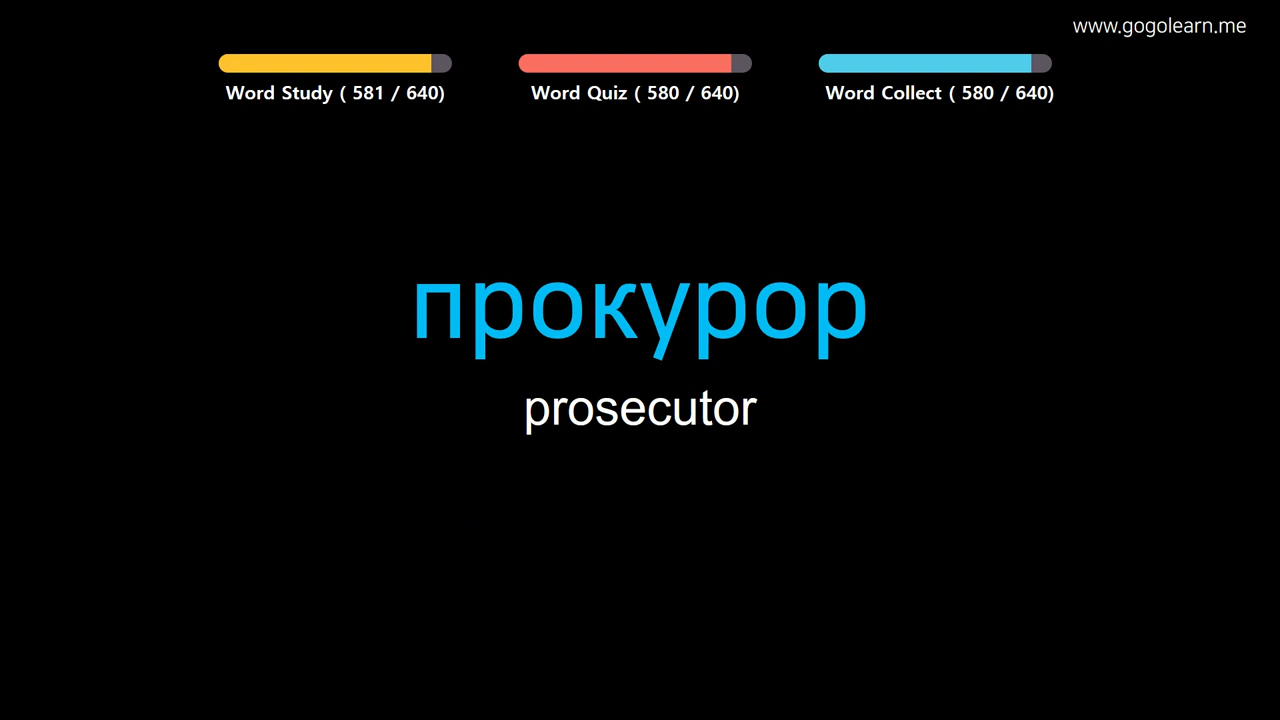 www.gogolearn.me
Word Study ( 581 / 640)
Word Quiz ( 580 / 640)
Word Collect ( 580 / 640)
прокурор
prosecutor